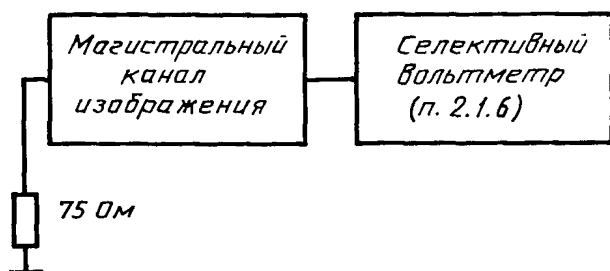 Магистральный
канал
изображения
Селективный
вольтметр
(п. 2.1.6)
75 Ом